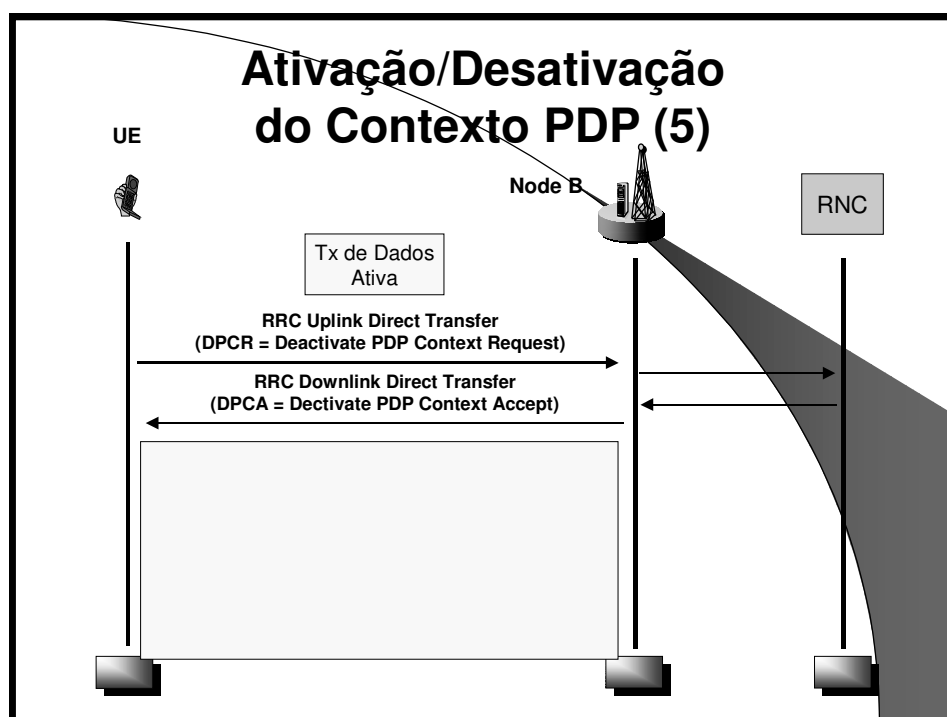 Ativação/Desativação
do Contexto PDP (5)
UE
Node B
RNC
Tx de Dados
Ativa
RRC Uplink Direct Transfer
(DPCR = Deactivate PDP Context Request)
RRC Downlink Direct Transfer
(DPCA = Dectivate PDP Context Accept)